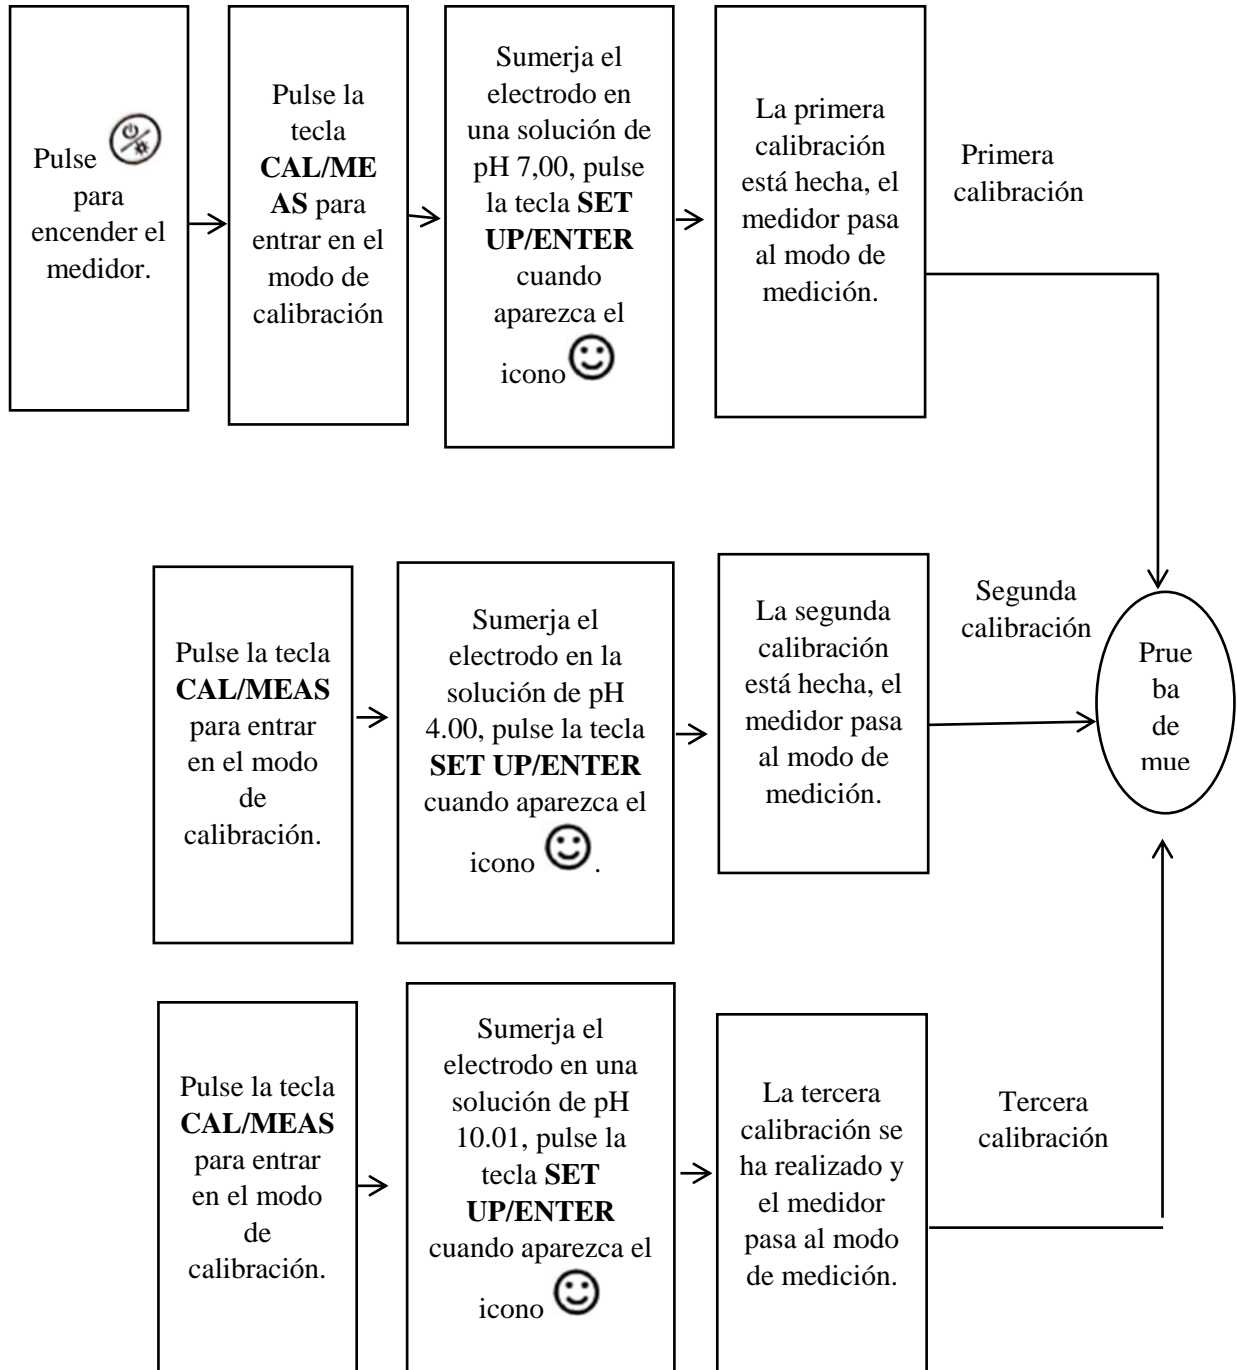 Pulse
para
encender el
medidor.
Pulse la
tecla
CAL/ME
AS para
entrar en el
modo de
calibración
Sumerja el
electrodo en
una solución de
pH 7,00, pulse
la tecla SET
UP/ENTER
cuando
aparezca el
icono
La primera
calibración
está hecha, el
medidor pasa
al modo de
medición.
Primera
calibración
Pulse la tecla
CAL/MEAS
para entrar
en el modo
de
calibración.
Sumerja el
electrodo en la
solución de pH
4.00, pulse la tecla
SET UP/ENTER
cuando aparezca el
icono .
La segunda
calibración
está hecha, el
medidor pasa
al modo de
medición.
Segunda
calibración
Prue
ba
de
mue
Pulse la tecla
CAL/MEAS
para entrar
en el modo
de
calibración.
Sumerja el
electrodo en una
solución de pH
10.01, pulse la
tecla SET
UP/ENTER
cuando aparezca el
icono
La tercera
calibración se
ha realizado y
el medidor
pasa al modo
de medición.
Tercera
calibración